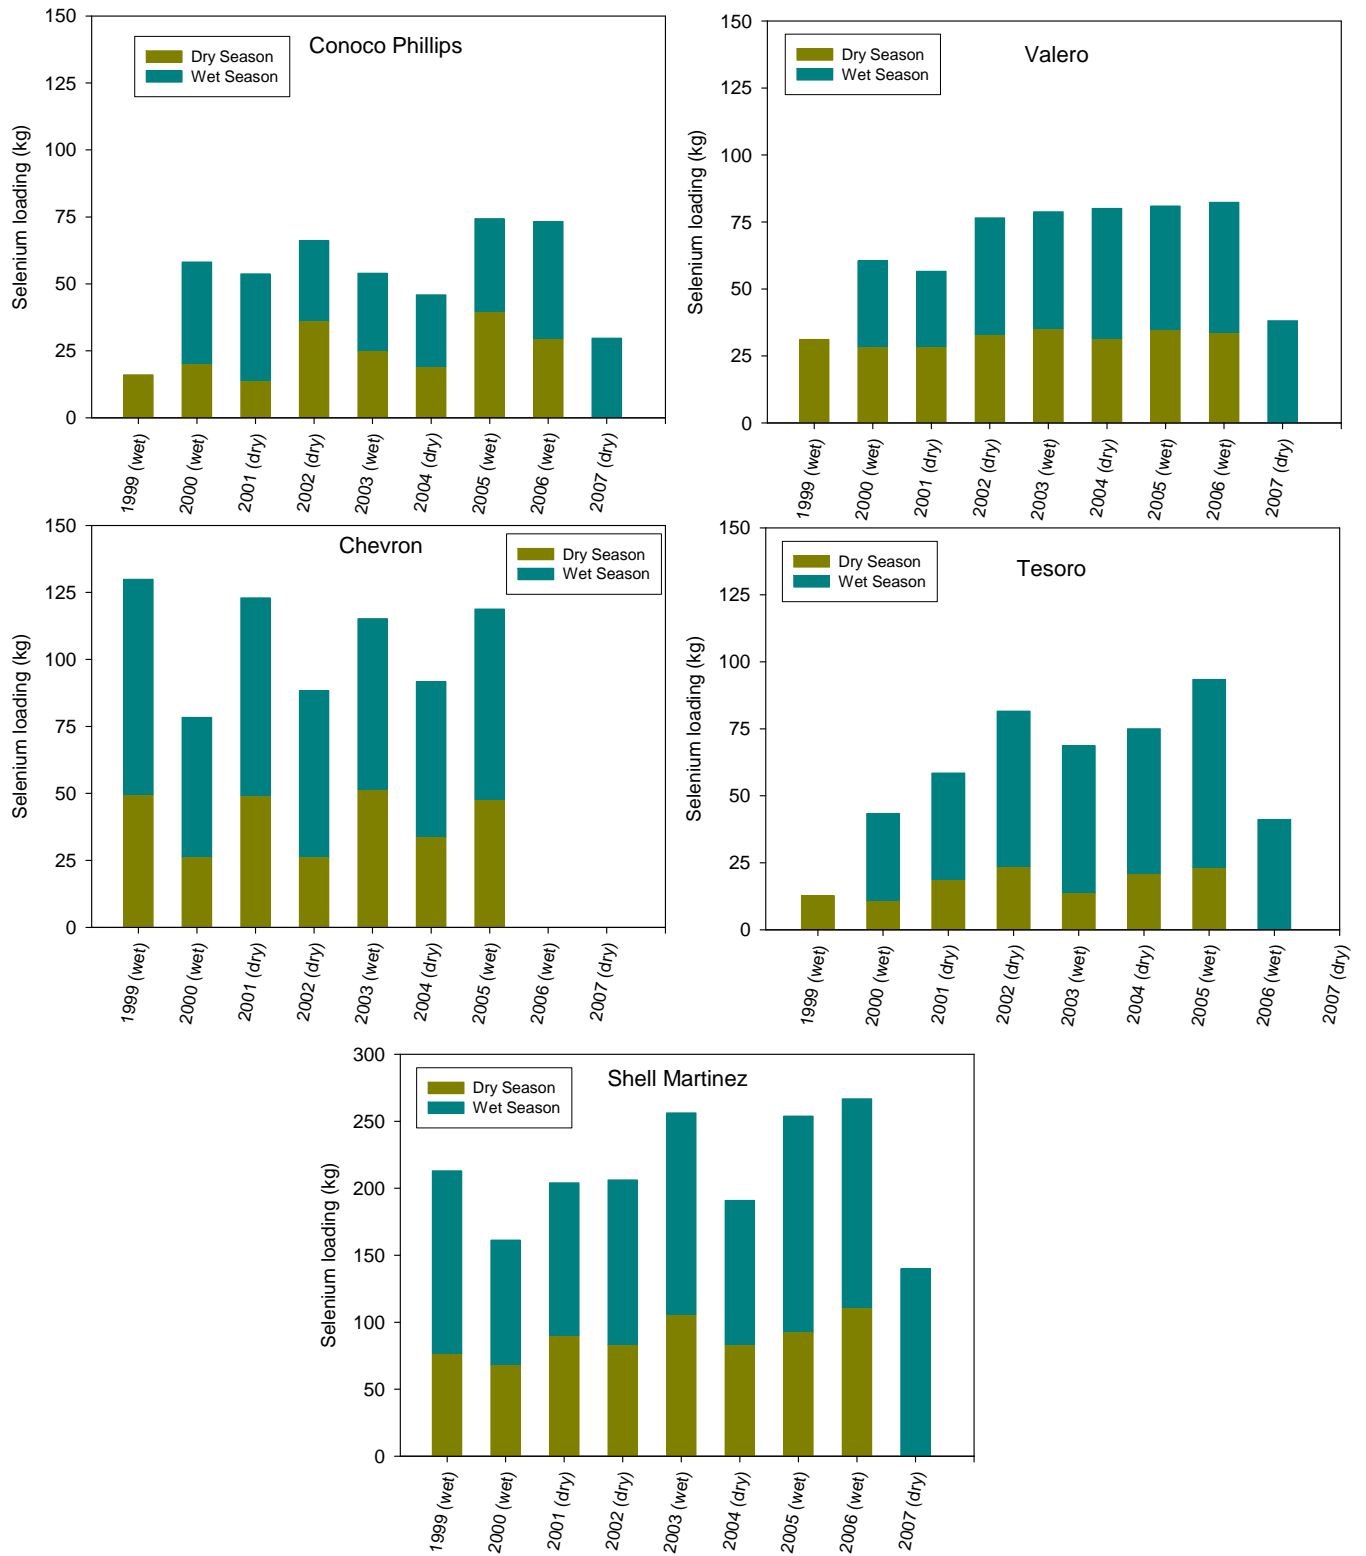 Conoco Phillips
Dry Season
Wet Season
Selenium loading (kg)
150
125
100
75
50
25
0
1999 (wet)
2000 (wet)
2001 (dry)
2002 (dry)
2003 (wet)
2004 (dry)
2005 (wet)
2006 (wet)
2007 (dry)
Valero
Dry Season
Wet Season
Selenium loading (kg)
150
125
100
75
50
25
0
1999 (wet)
2000 (wet)
2001 (dry)
2002 (dry)
2003 (wet)
2004 (dry)
2005 (wet)
2006 (wet)
2007 (dry)
Chevron
Dry Season
Wet Season
Selenium loading (kg)
150
125
100
75
50
25
0
1999 (wet)
2000 (wet)
2001 (dry)
2002 (dry)
2003 (wet)
2004 (dry)
2005 (wet)
2006 (wet)
2007 (dry)
Tesoro
Dry Season
Wet Season
Selenium loading (kg)
150
125
100
75
50
25
0
1999 (wet)
2000 (wet)
2001 (dry)
2002 (dry)
2003 (wet)
2004 (dry)
2005 (wet)
2006 (wet)
2007 (dry)
Shell Martinez
Dry Season
Wet Season
Selenium loading (kg)
300
250
200
150
100
50
0
1999 (wet)
2000 (wet)
2001 (dry)
2002 (dry)
2003 (wet)
2004 (dry)
2005 (wet)
2006 (wet)
2007 (dry)